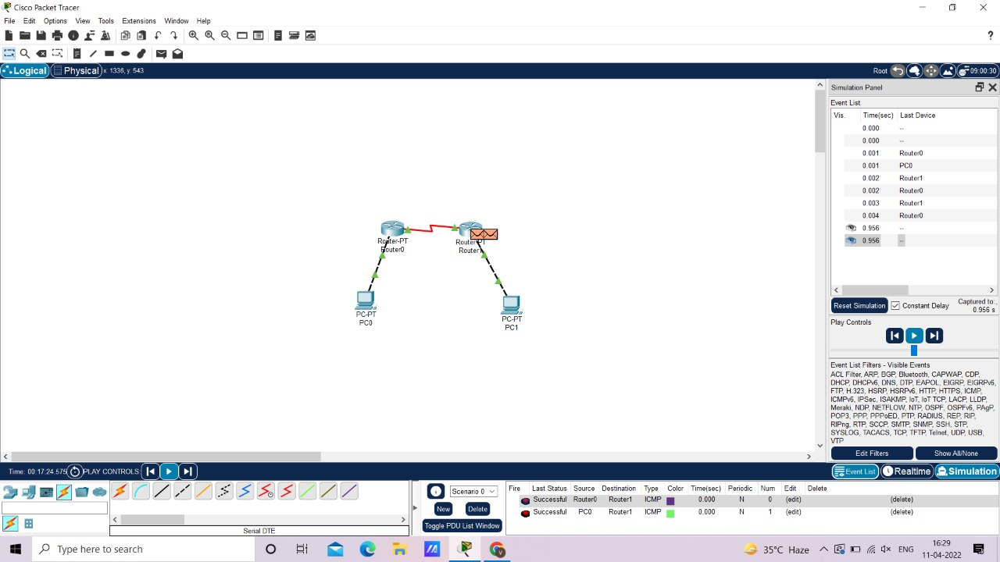 Cisco Packet Tracer
File Edit Options View Tools Extensions Window Help
?
Logical Physical x: 1336, y: 543 Root 09:00:30
Simulation Panel
Event List
Vis. Time(sec) Last Device
0.000 --
0.000 --
0.001 Router0
0.001 PC0
0.002 Router1
0.002 Router0
0.003 Router1
0.004 Router0
0.956 --
0.956 --
Router-PT
Router0
Router-PT
Router1
PC-PT
PC0
PC-PT
PC1
Reset Simulation Constant Delay Captured to:
0.956 s
Play Controls
Event List Filters - Visible Events
ACL Filter, ARP, BGP, Bluetooth, CAPWAP, CDP,
DHCP, DHCPv6, DNS, DTP, EAPOL, EIGRP, EIGRPv6,
FTP, H.323, HSRP, HSRPv6, HTTP, HTTPS, ICMP,
ICMPv6, IPSec, ISAKMP, IoT, IoT TCP, LACP, LLDP,
Meraki, NDP, NETFLOW, NTP, OSPF, OSPFv6, PAgP,
POP3, PPP, PPPoED, PTP, RADIUS, REP, RIP,
RIPng, RTP, SCCP, SMTP, SNMP, SSH, STP,
SYSLOG, TACACS, TCP, TFTP, Telnet, UDP, USB,
VTP
Edit Filters Show All/None
Time: 00:17:24.575 PLAY CONTROLS: Event List Realtime Simulation
Scenario 0
New Delete
Toggle PDU List Window
Serial DTE
Fire Last Status Source Destination Type Color Time(sec) Periodic Num Edit Delete
Successful Router0 Router1 ICMP 0.000 N 0 (edit) (delete)
Successful PC0 Router1 ICMP 0.000 N 1 (edit) (delete)
Type here to search
35°C Haze ENG 16:29
11-04-2022